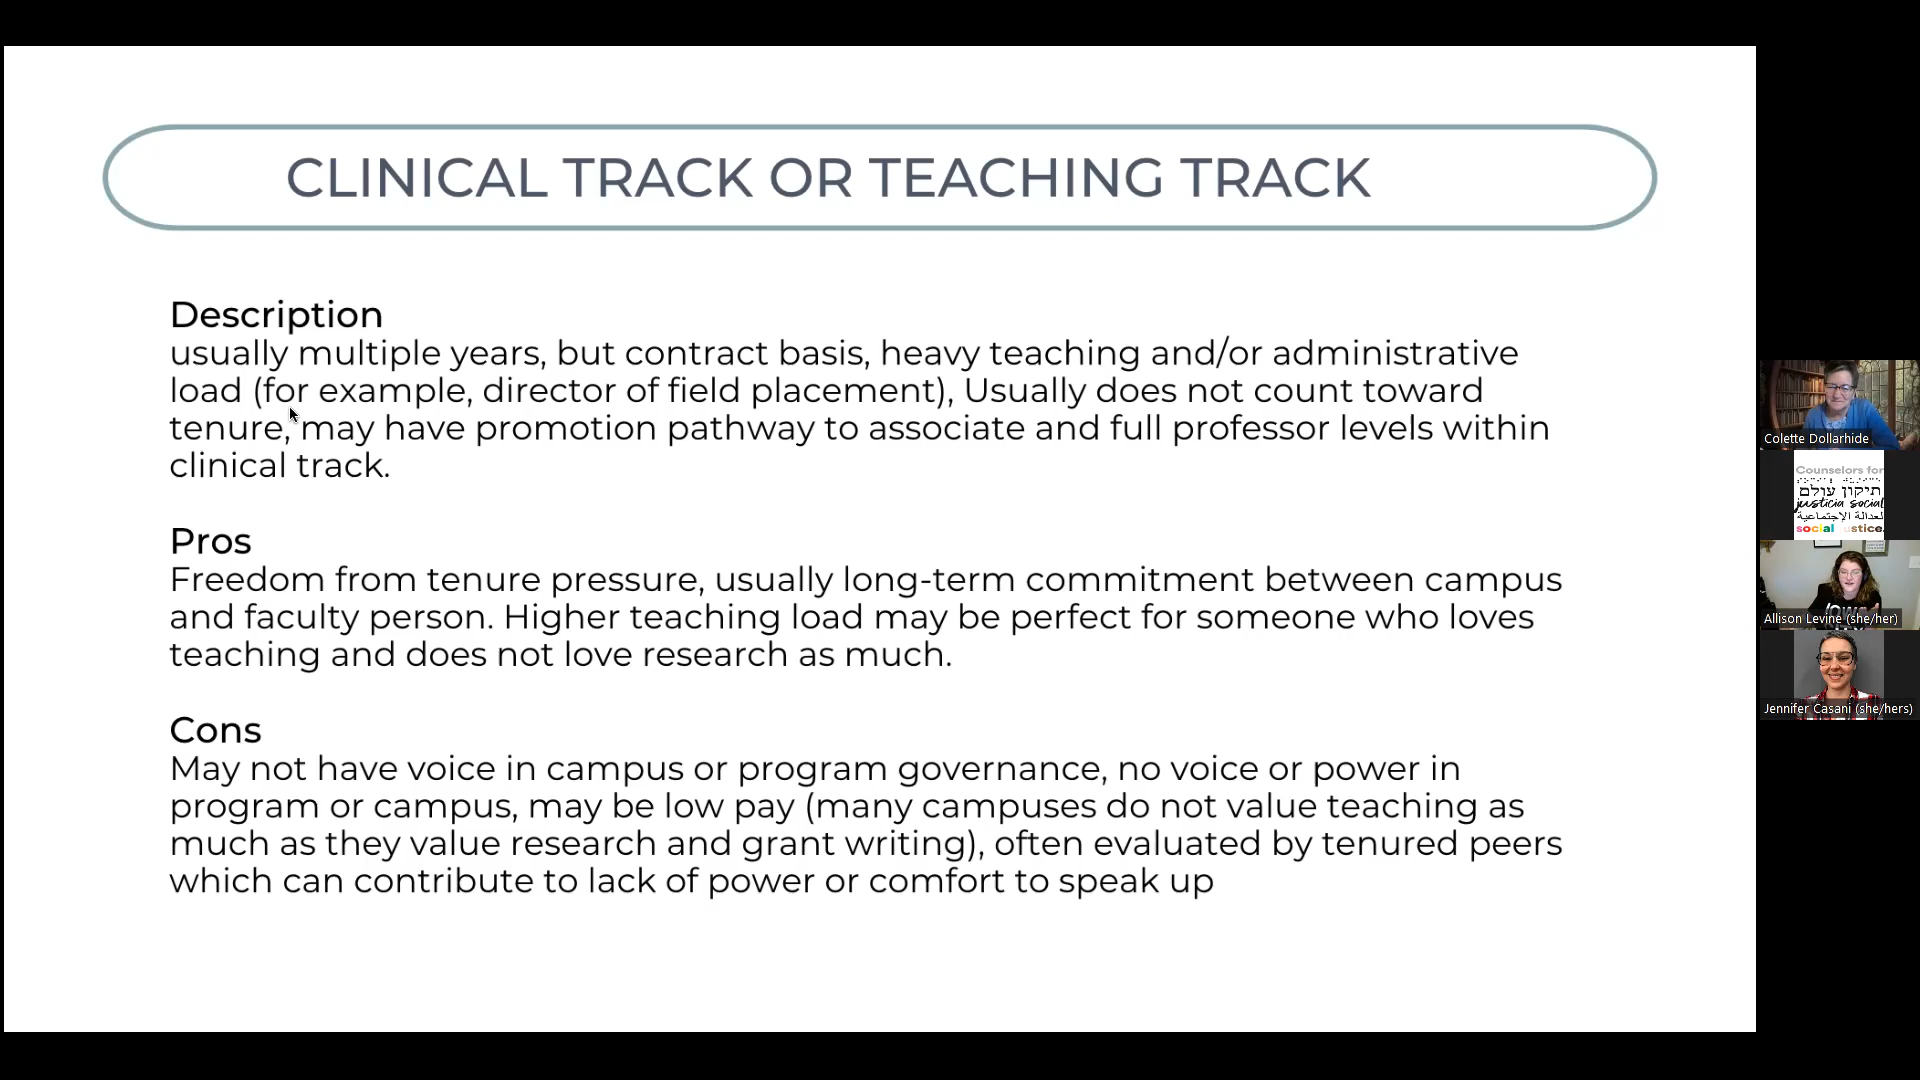 CLINICAL TRACK OR TEACHING TRACK
Description
usually multiple years, but contract basis, heavy teaching and/or administrative
load (for example, director of field placement), Usually does not count toward
tenure, may have promotion pathway to associate and full professor levels within
clinical track.
Pros
Freedom from tenure pressure, usually long-term commitment between campus
and faculty person. Higher teaching load may be perfect for someone who loves
teaching and does not love research as much.
Cons
May not have voice in campus or program governance, no voice or power in
program or campus, may be low pay (many campuses do not value teaching as
much as they value research and grant writing), often evaluated by tenured peers
which can contribute to lack of power or comfort to speak up
Colette Dollarhide
Counselors for
תיקון עולם
justicia social
لعدالة الإجتماعية
social stice.
Allison Levine (she/her)
Jennifer Casani (she/hers)